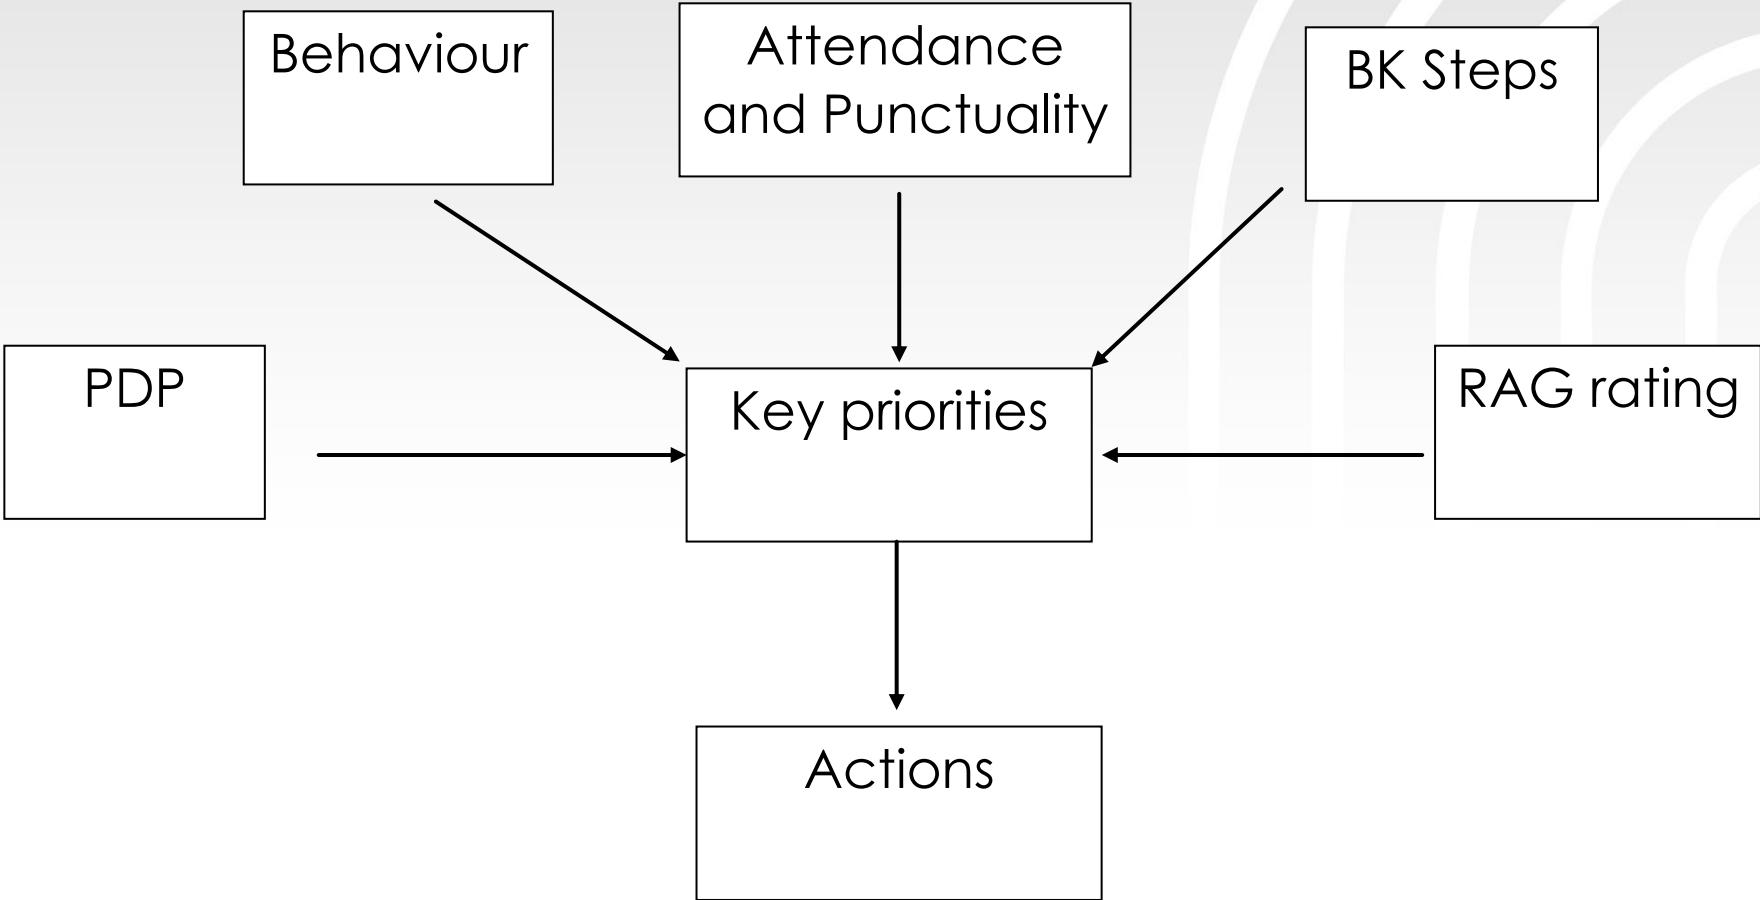 Behaviour
Attendance
and Punctuality
BK Steps
PDP
Key priorities
RAG rating
Actions